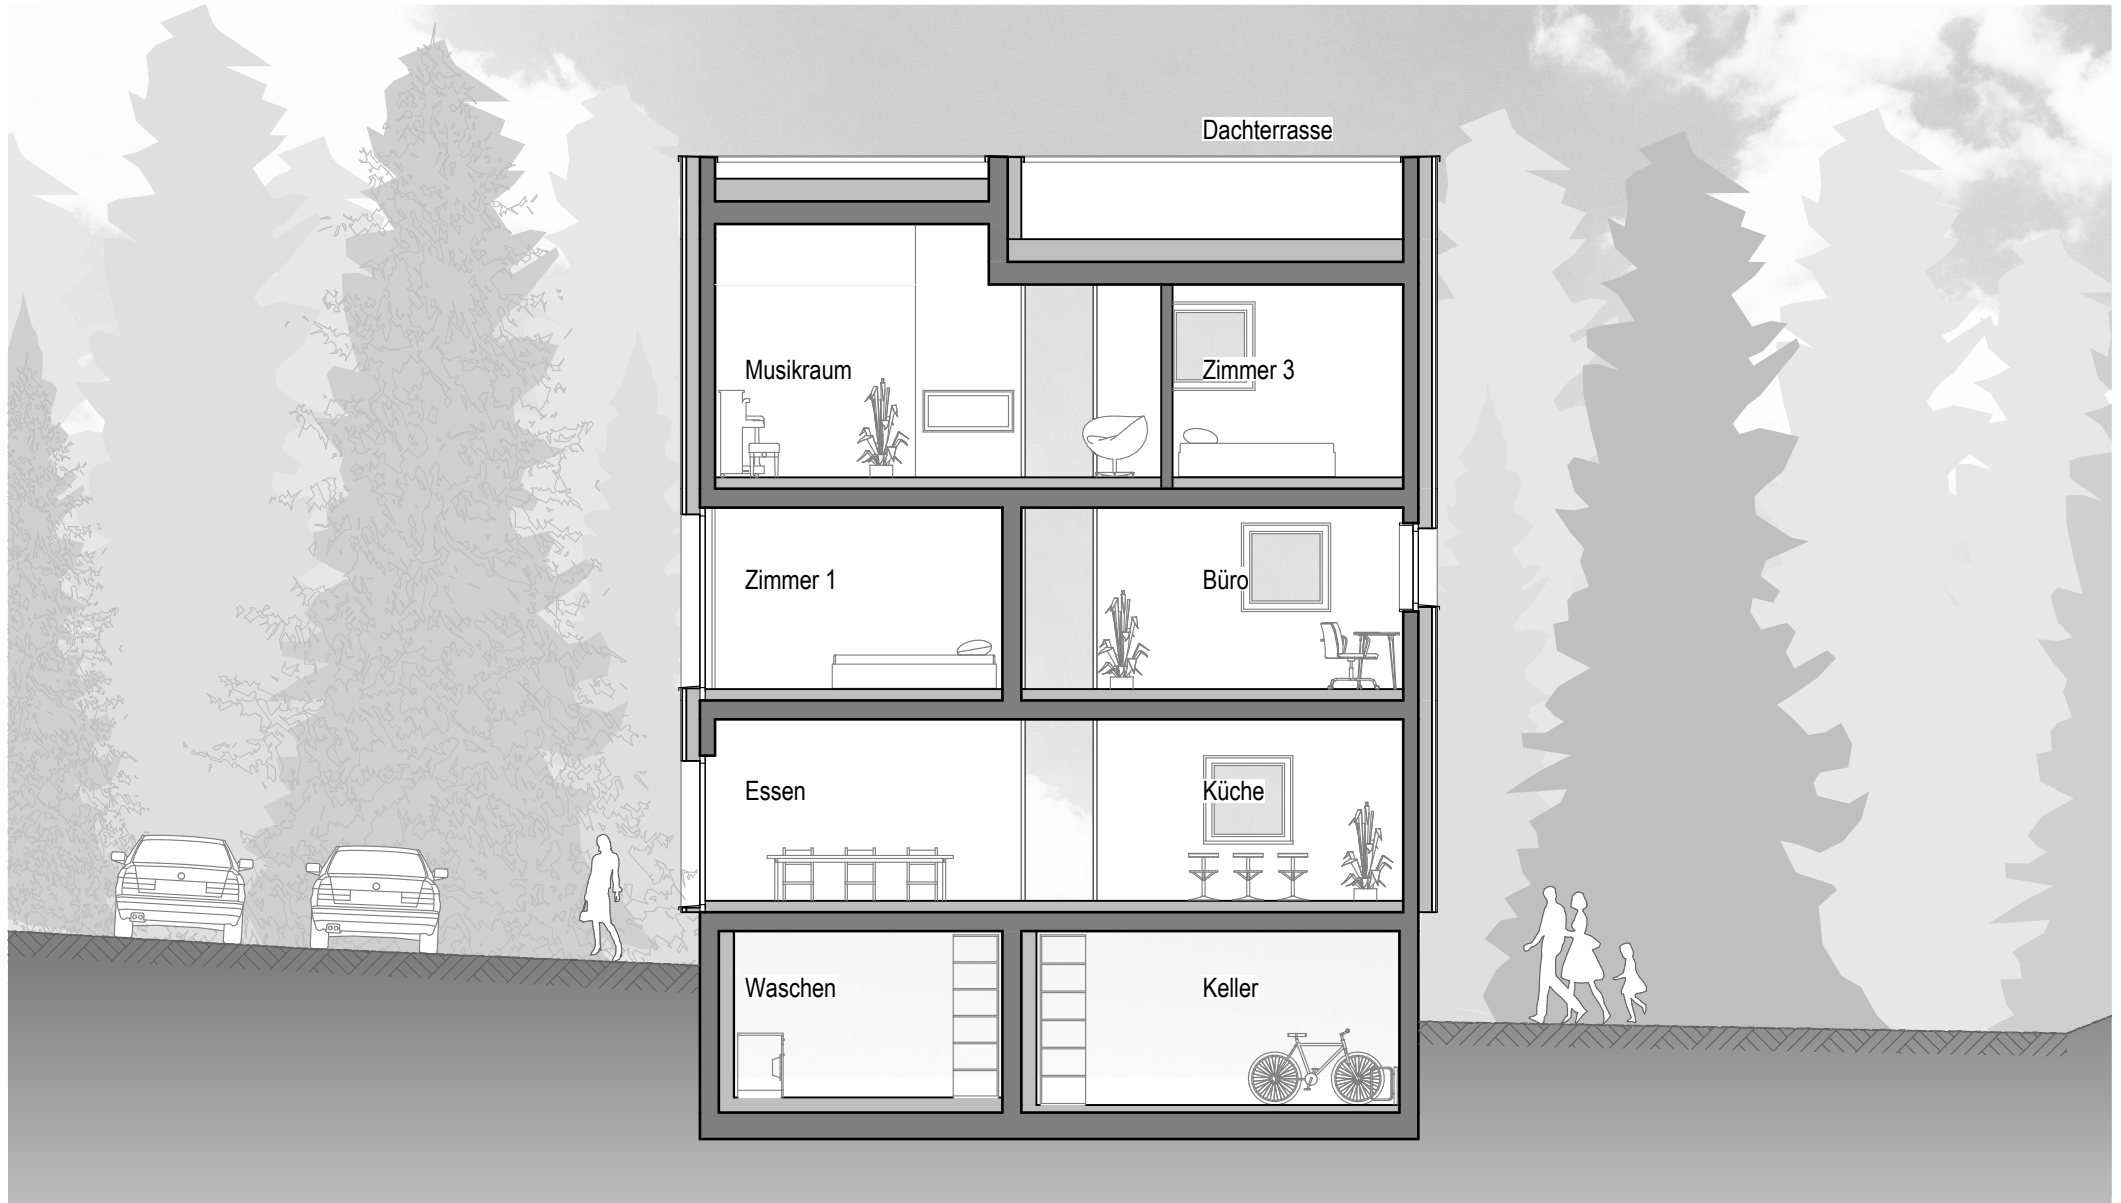 Dachterrasse
Musikraum
Zimmer 3
Zimmer 1
Büro
Essen
Küche
Waschen
Keller